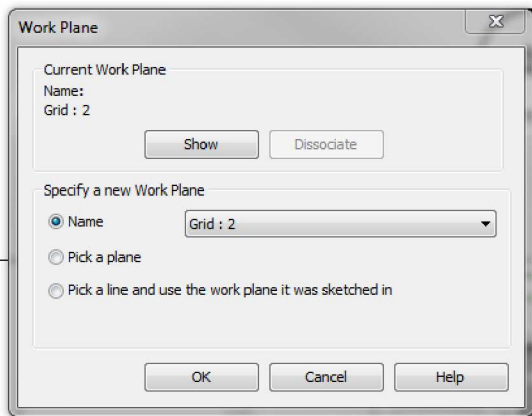 Work Plane
Current Work Plane
Name:
Grid : 2
Show Dissociate
Specify a new Work Plane
Name Grid : 2
Pick a plane
Pick a line and use the work plane it was sketched in
OK Cancel Help